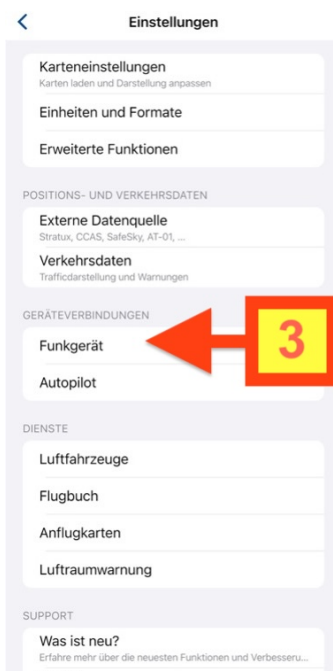 Einstellungen
Karteneinstellungen
Karten laden und Darstellung anpassen
Einheiten und Formate
Erweiterte Funktionen
POSITIONS- UND VERKEHRSDATEN
Externe Datenquelle
Stratux, CCAS, SafeSky, AT-01, ...
Verkehrsdaten
Trafficdarstellung und Warnungen
GERÄTEVERBINDUNGEN
Funkgerät
3
Autopilot
DIENSTE
Luftfahrzeuge
Flugbuch
Anflugkarten
Luftraumwarnung
SUPPORT
Was ist neu?
Erfahre mehr über die neuesten Funktionen und Verbesseru...